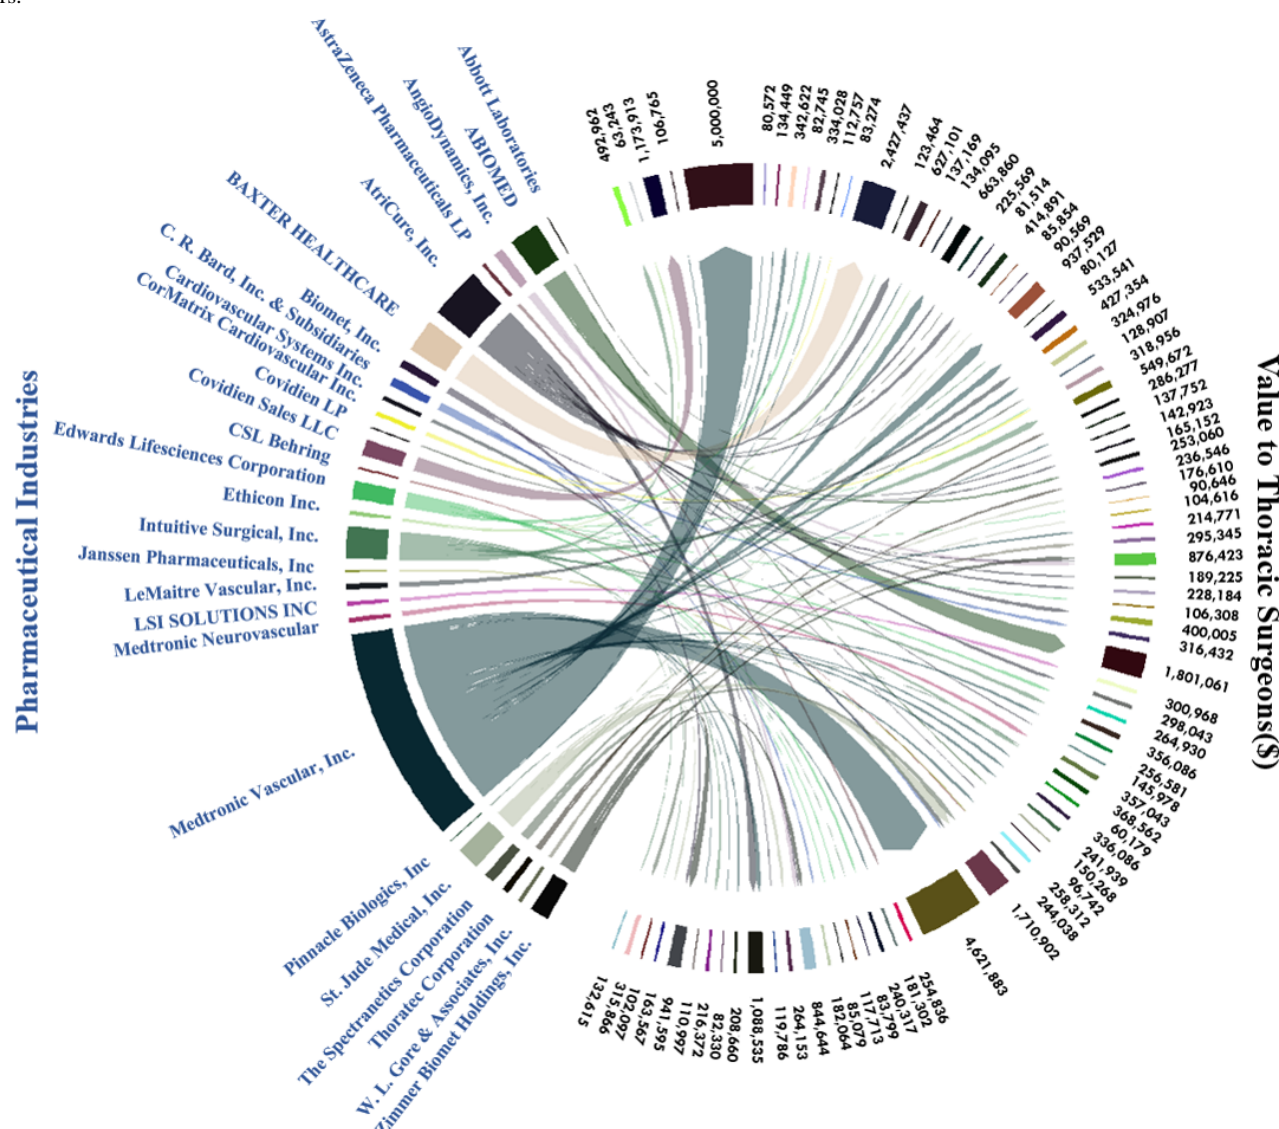 rs.
Pharmaceutical Industries
Abbott Laboratories
ABIOMED
AngioDynamics, Inc.
AstraZeneca Pharmaceuticals LP
AtriCure, Inc.
BAXTER HEALTHCARE
Biomet, Inc.
C. R. Bard, Inc. & Subsidiaries
Cardiovascular Systems Inc.
CorMatrix Cardiovascular Inc.
Covidien LP
Covidien Sales LLC
CSL Behring
Edwards Lifesciences Corporation
Ethicon Inc.
Intuitive Surgical, Inc.
Janssen Pharmaceuticals, Inc
LeMaitre Vascular, Inc.
LSI SOLUTIONS INC
Medtronic Neurovascular
Medtronic Vascular, Inc.
Pinnacle Biologics, Inc
St. Jude Medical, Inc.
The Spectranetics Corporation
Thoratec Corporation
W. L. Gore & Associates, Inc.
Zimmer Biomet Holdings, Inc.
492,962
63,243
1,173,913
106,765
5,000,000
80,572
134,449
342,622
82,745
334,028
112,757
83,274
2,427,437
123,464
627,101
137,169
134,095
663,860
225,569
81,514
414,891
85,854
90,569
937,529
80,127
533,541
427,354
324,976
128,907
318,956
549,672
286,277
137,752
142,923
165,152
253,060
236,546
176,610
90,646
104,616
214,771
295,345
876,423
189,225
228,184
106,308
400,005
316,432
1,801,061
300,968
298,043
264,930
356,086
256,581
145,978
357,043
368,562
60,179
336,086
241,939
150,268
96,742
258,312
244,038
1,710,902
4,621,883
254,836
181,302
240,317
83,799
117,713
85,079
182,064
844,644
264,153
119,786
1,088,535
208,660
82,330
216,372
110,997
941,595
163,567
102,097
315,866
132,615
Value to Thoracic Surgeons($)